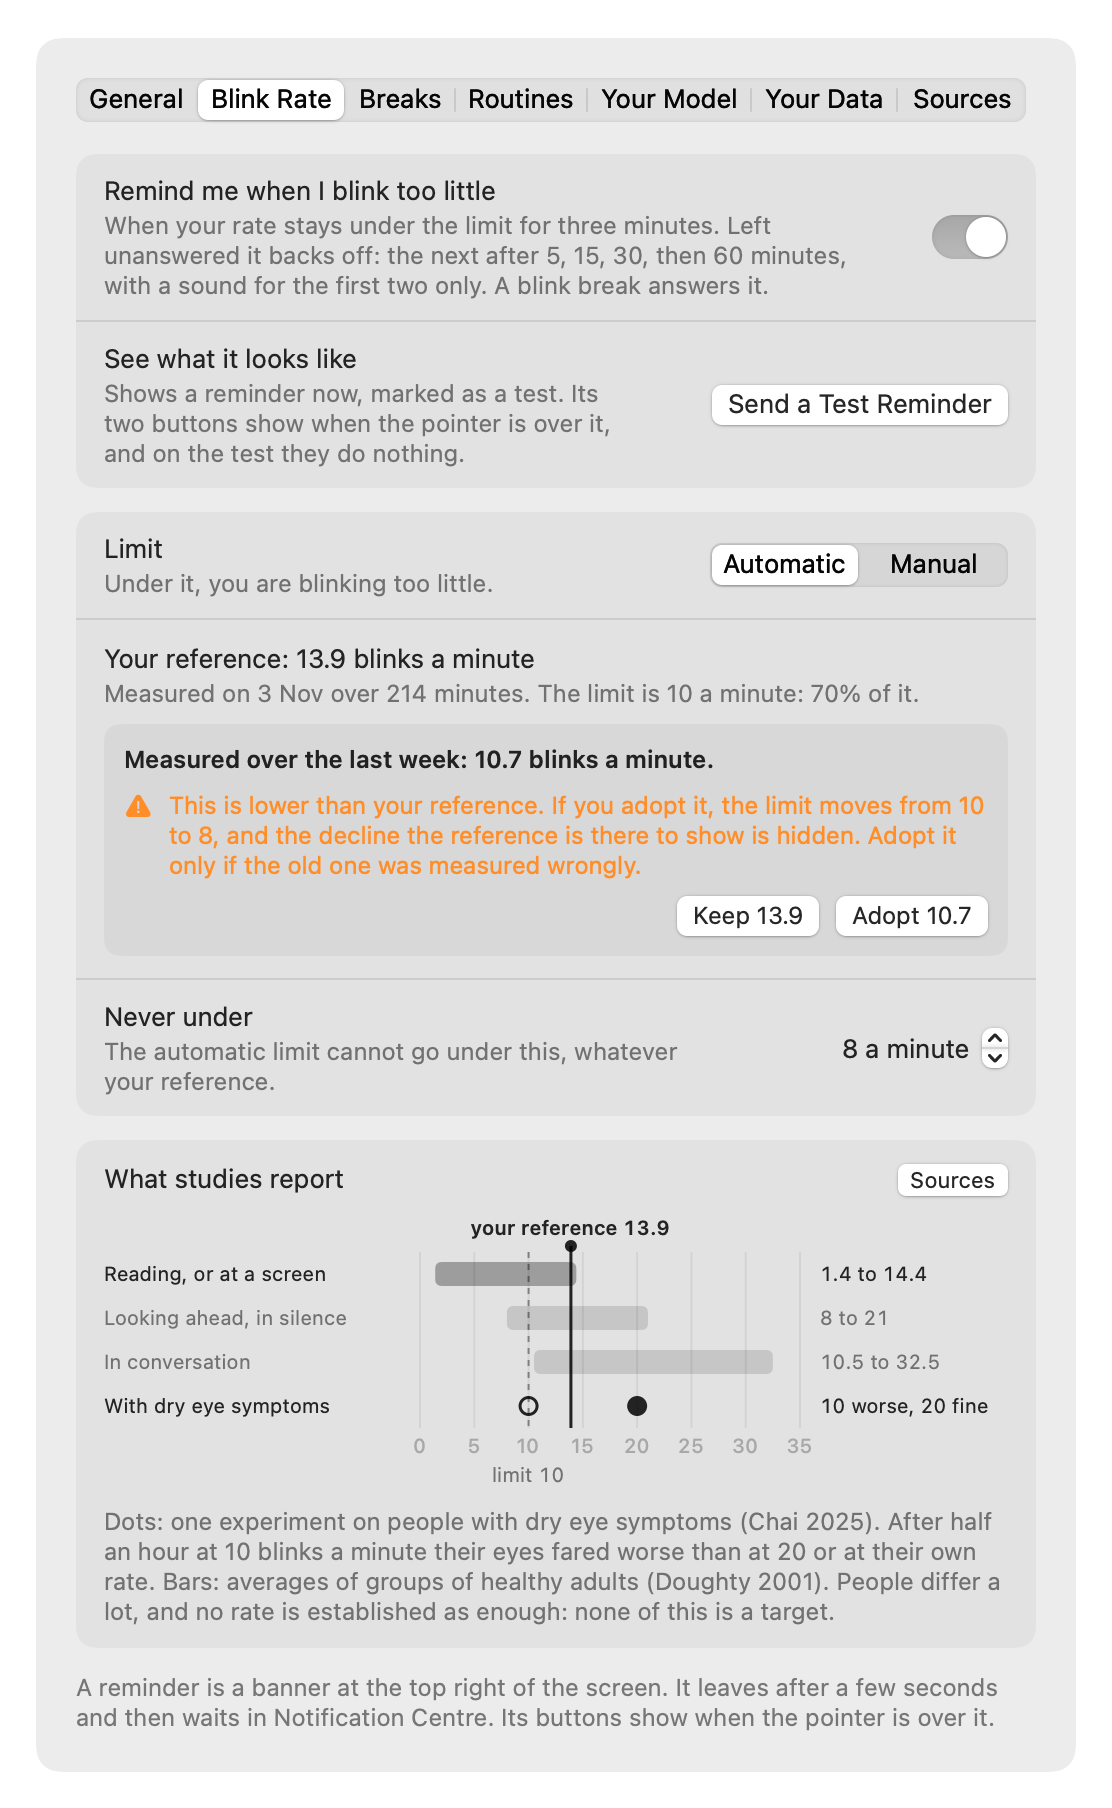 General Blink Rate Breaks Routines Your Model Your Data Sources
Remind me when I blink too little
When your rate stays under the limit for three minutes. Left
unanswered it backs off: the next after 5, 15, 30, then 60 minutes,
with a sound for the first two only. A blink break answers it.
See what it looks like
Shows a reminder now, marked as a test. Its
two buttons show when the pointer is over it,
and on the test they do nothing.
Send a Test Reminder
Limit
Under it, you are blinking too little.
Automatic Manual
Your reference: 13.9 blinks a minute
Measured on 3 Nov over 214 minutes. The limit is 10 a minute: 70% of it.
Measured over the last week: 10.7 blinks a minute.
This is lower than your reference. If you adopt it, the limit moves from 10
to 8, and the decline the reference is there to show is hidden. Adopt it
only if the old one was measured wrongly.
Keep 13.9 Adopt 10.7
Never under
The automatic limit cannot go under this, whatever
your reference.
8 a minute
What studies report
Sources
your reference 13.9
Reading, or at a screen 1.4 to 14.4
Looking ahead, in silence 8 to 21
In conversation 10.5 to 32.5
With dry eye symptoms 10 worse, 20 fine
0 5 10 15 20 25 30 35
limit 10
Dots: one experiment on people with dry eye symptoms (Chai 2025). After half
an hour at 10 blinks a minute their eyes fared worse than at 20 or at their own
rate. Bars: averages of groups of healthy adults (Doughty 2001). People differ a
lot, and no rate is established as enough: none of this is a target.
A reminder is a banner at the top right of the screen. It leaves after a few seconds
and then waits in Notification Centre. Its buttons show when the pointer is over it.